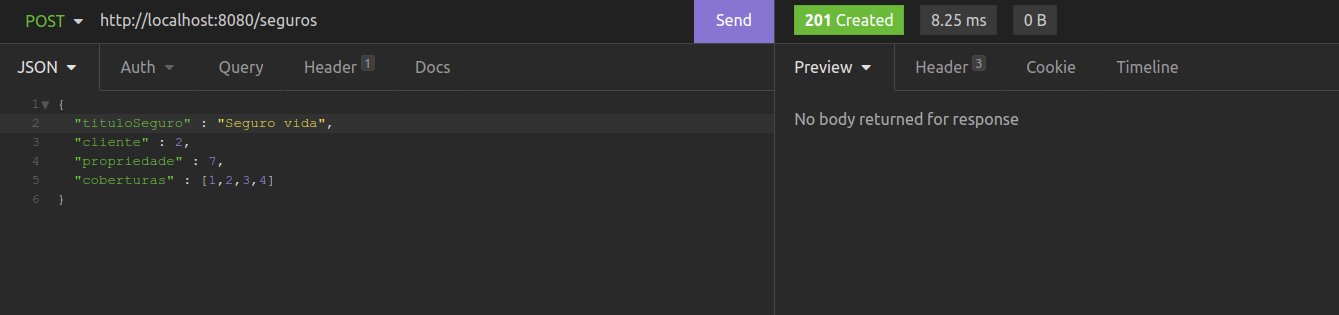 POST http://localhost:8080/seguros Send 201 Created 8.25 ms 0 B
JSON Auth Query Header 1 Docs Preview Header 3 Cookie Timeline
1 {
2 "tituloSeguro" : "Seguro vida",
3 "cliente" : 2,
4 "propriedade" : 7,
5 "coberturas" : [1,2,3,4]
6 }
No body returned for response